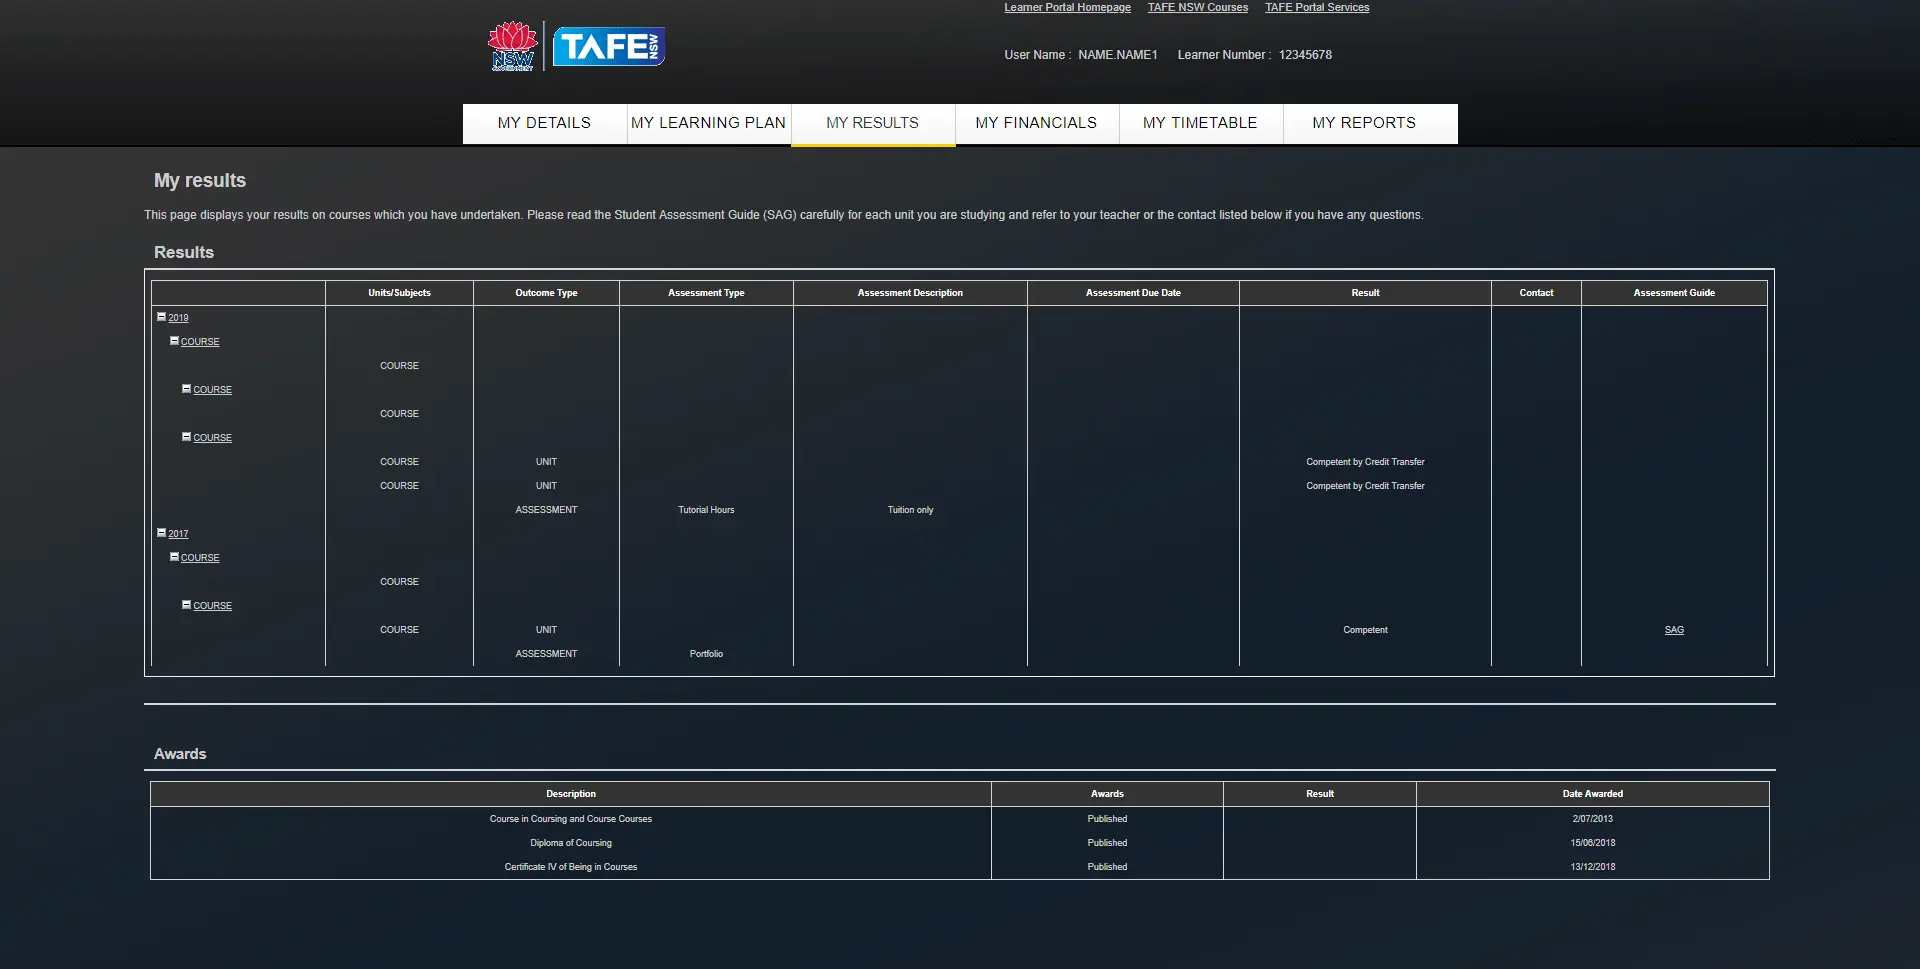 Learner Portal Homepage TAFE NSW Courses TAFE Portal Services
NSW GOVERNMENT TAFE NSW
User Name : NAME.NAME1 Learner Number : 12345678
MY DETAILS MY LEARNING PLAN MY RESULTS MY FINANCIALS MY TIMETABLE MY REPORTS
My results
This page displays your results on courses which you have undertaken. Please read the Student Assessment Guide (SAG) carefully for each unit you are studying and refer to your teacher or the contact listed below if you have any questions.
Results
Units/Subjects Outcome Type Assessment Type Assessment Description Assessment Due Date Result Contact Assessment Guide
2019
COURSE
COURSE
COURSE
COURSE
COURSE
COURSE UNIT Competent by Credit Transfer
COURSE UNIT Competent by Credit Transfer
ASSESSMENT Tutorial Hours Tuition only
2017
COURSE
COURSE
COURSE
COURSE UNIT Competent SAG
ASSESSMENT Portfolio
Awards
Description Awards Result Date Awarded
Course in Coursing and Course Courses Published 2/07/2013
Diploma of Coursing Published 15/06/2018
Certificate IV of Being in Courses Published 13/12/2018